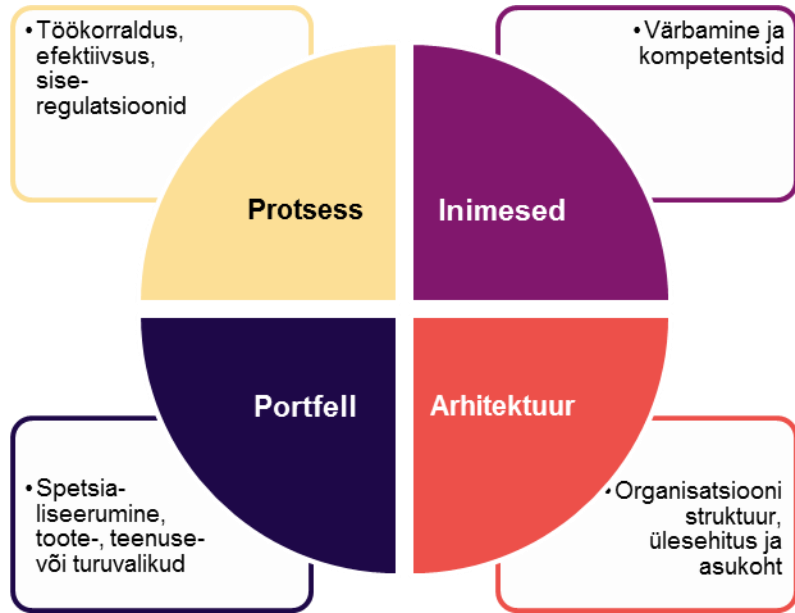 • Töökorraldus,
efektiivsus,
sise-
regulatsioonid
• Värbamine ja
kompetentsid
Protsess
Inimesed
Portfell
Arhitektuur
• Spetsia-
liseerumine,
toote-, teenuse-
või turuvalikud
• Organisatsiooni
struktuur,
ülesehitus ja
asukoht